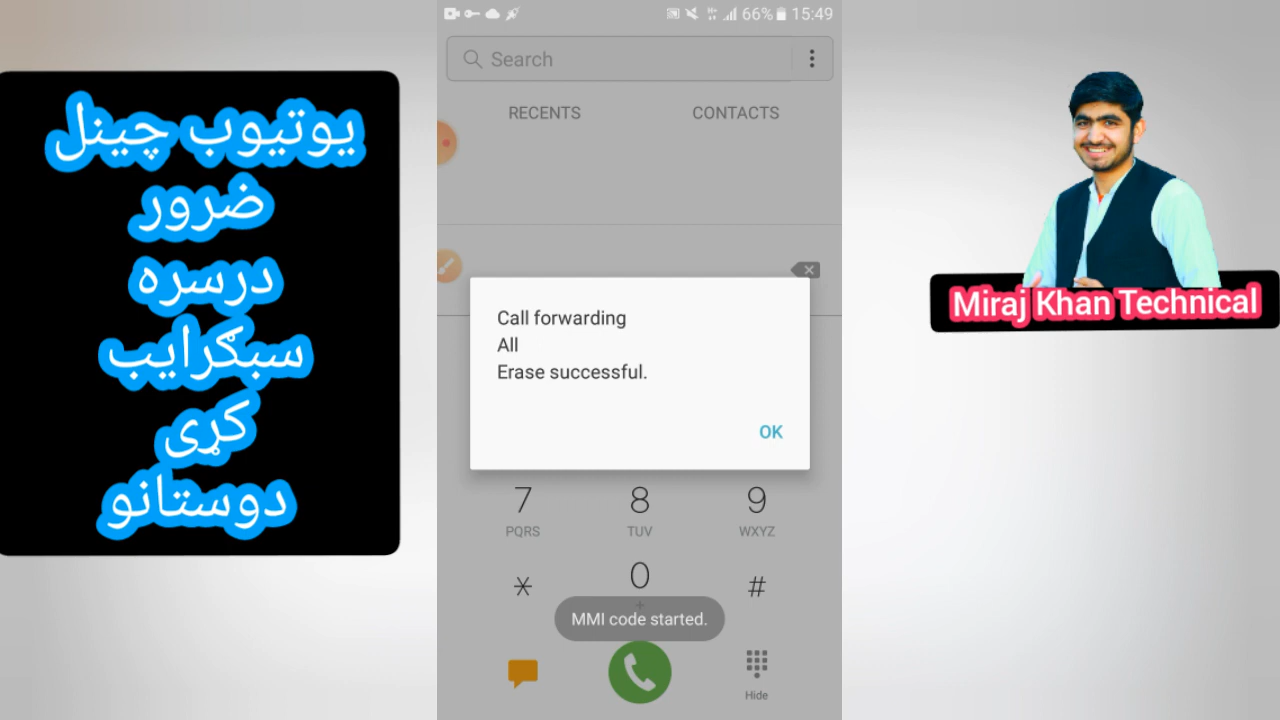 یوتیوب چینل
ضرور
درسره
سبګرایب
کړی
دوستانو
66% 15:49
Search
RECENTS CONTACTS
Call forwarding
All
Erase successful.
OK
7 8 9
PQRS TUV WXYZ
* 0 #
+
MMI code started.
Hide
Miraj Khan Technical